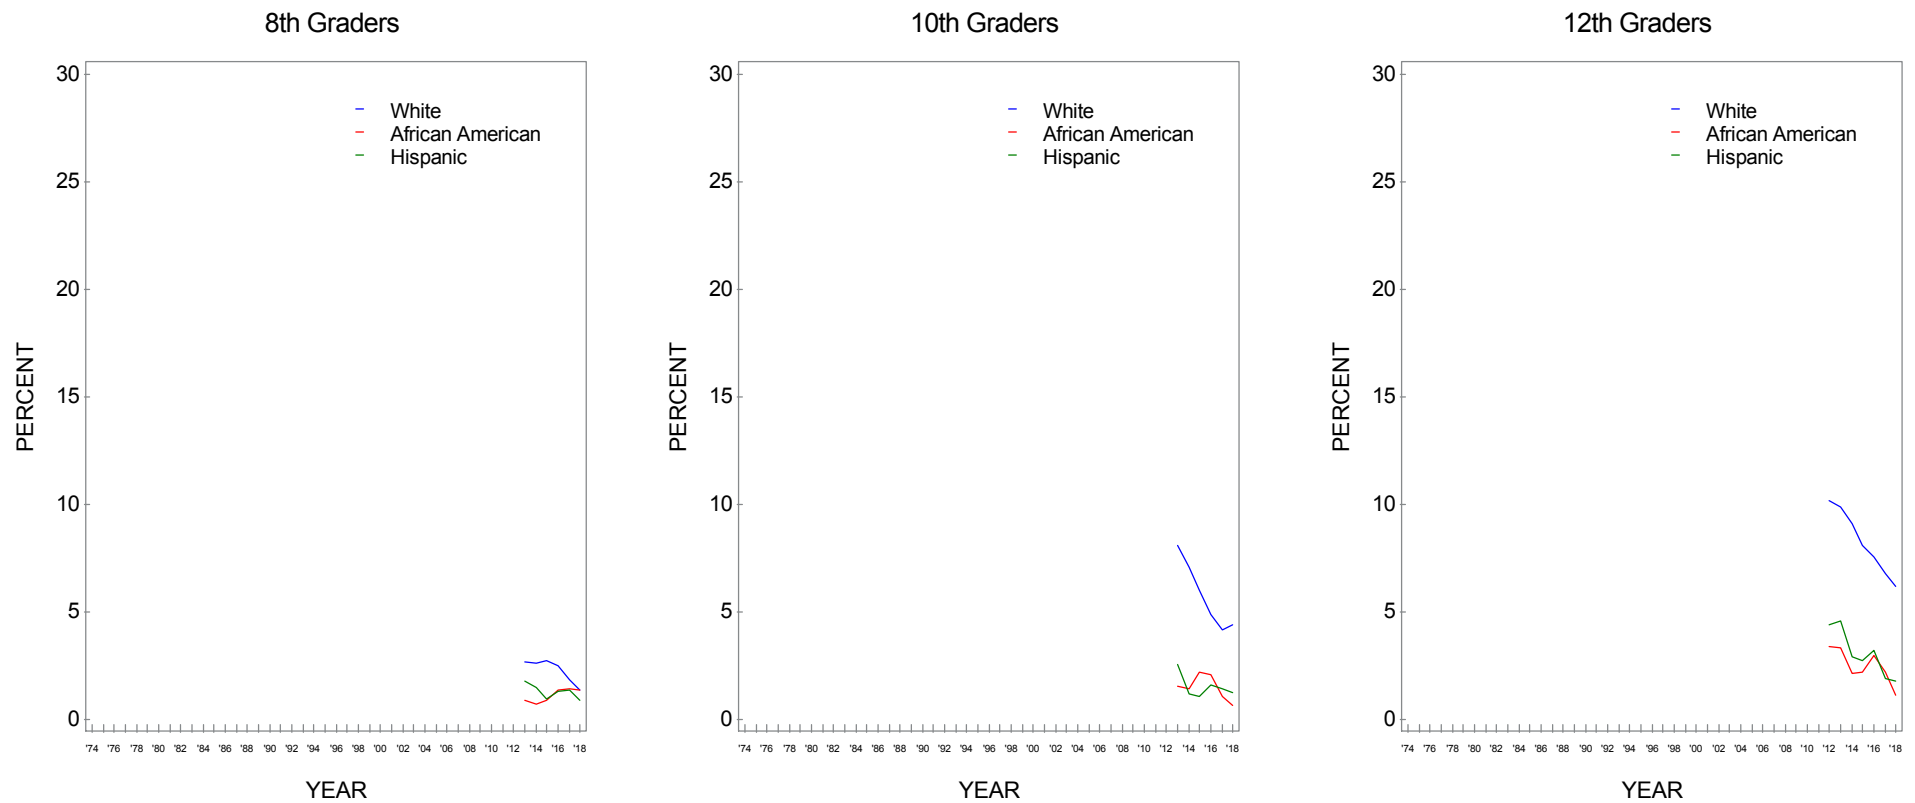 8th Graders
30
25
20
15
10
5
0
PERCENT
White
African American
Hispanic
'74 '76 '78 '80 '82 '84 '86 '88 '90 '92 '94 '96 '98 '00 '02 '04 '06 '08 '10 '12 '14 '16 '18
YEAR
10th Graders
30
25
20
15
10
5
0
PERCENT
White
African American
Hispanic
'74 '76 '78 '80 '82 '84 '86 '88 '90 '92 '94 '96 '98 '00 '02 '04 '06 '08 '10 '12 '14 '16 '18
YEAR
12th Graders
30
25
20
15
10
5
0
PERCENT
White
African American
Hispanic
'74 '76 '78 '80 '82 '84 '86 '88 '90 '92 '94 '96 '98 '00 '02 '04 '06 '08 '10 '12 '14 '16 '18
YEAR